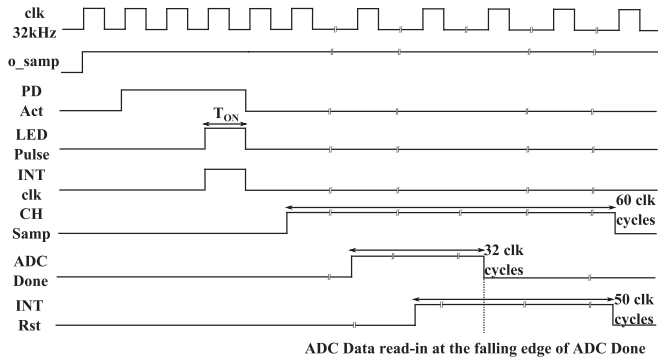 clk
32kHz
o_samp
PD
Act
T_ON
LED
Pulse
INT
clk
60 clk
cycles
CH
Samp
32 clk
cycles
ADC
Done
50 clk
cycles
INT
Rst
ADC Data read-in at the falling edge of ADC Done